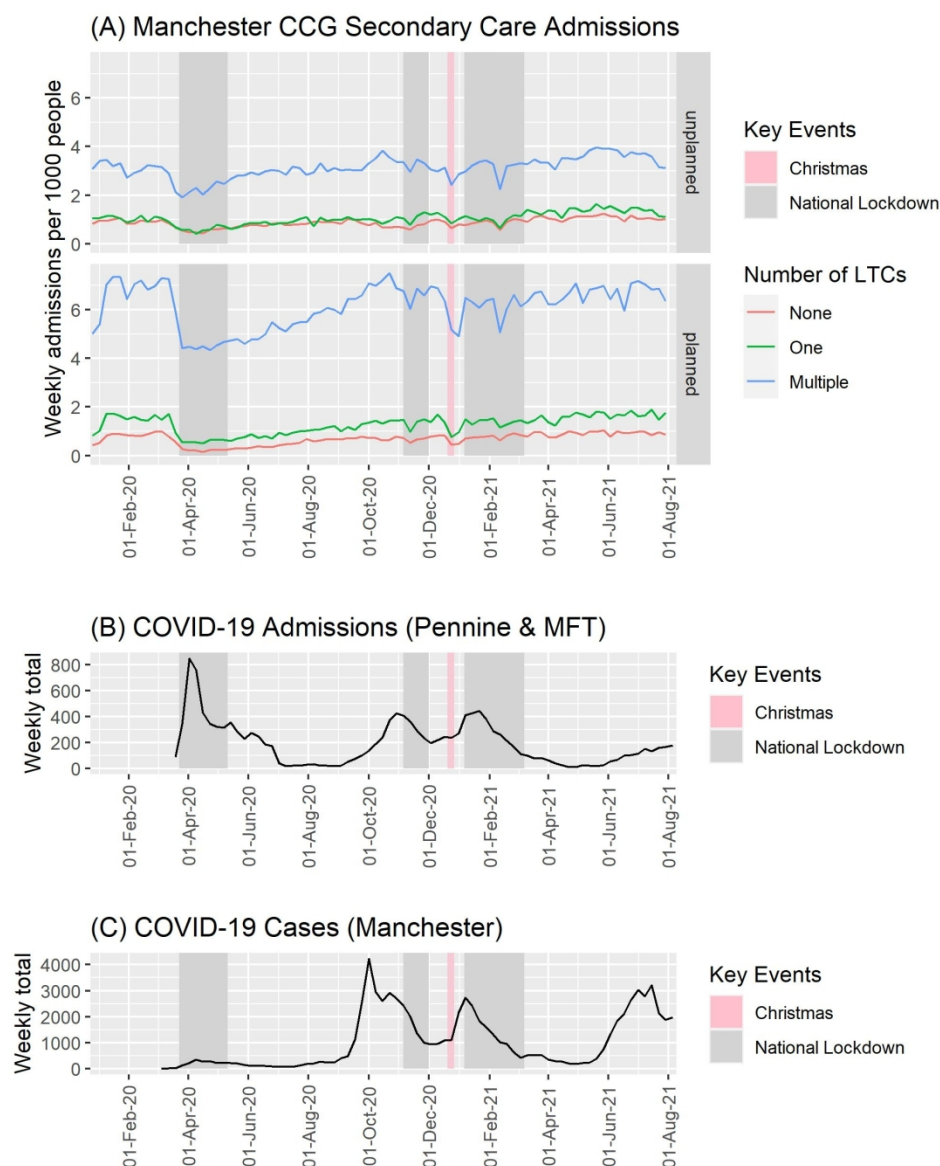 (A) Manchester CCG Secondary Care Admissions
Weekly admissions per 1000 people
6
4
2
0
unplanned
6
4
2
0
planned
01-Feb-20
01-Apr-20
01-Jun-20
01-Aug-20
01-Oct-20
01-Dec-20
01-Feb-21
01-Apr-21
01-Jun-21
01-Aug-21
Key Events
Christmas
National Lockdown
Number of LTCs
None
One
Multiple
(B) COVID-19 Admissions (Pennine & MFT)
Weekly total
800
600
400
200
0
01-Feb-20
01-Apr-20
01-Jun-20
01-Aug-20
01-Oct-20
01-Dec-20
01-Feb-21
01-Apr-21
01-Jun-21
01-Aug-21
Key Events
Christmas
National Lockdown
(C) COVID-19 Cases (Manchester)
Weekly total
4000
3000
2000
1000
0
01-Feb-20
01-Apr-20
01-Jun-20
01-Aug-20
01-Oct-20
01-Dec-20
01-Feb-21
01-Apr-21
01-Jun-21
01-Aug-21
Key Events
Christmas
National Lockdown